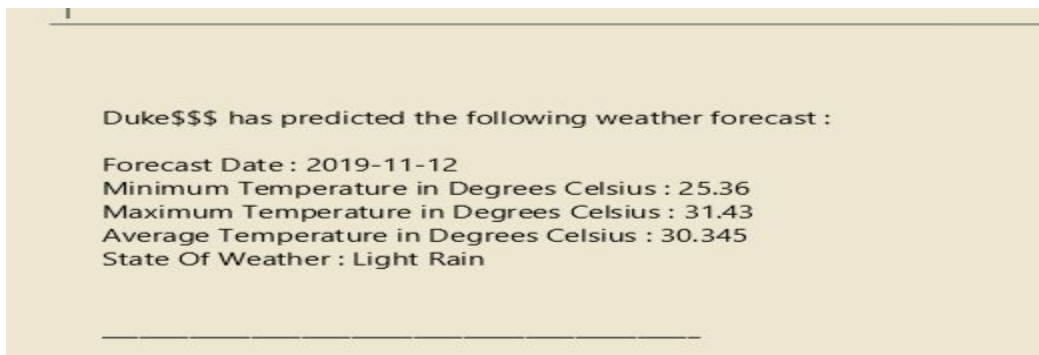 Duke$$$ has predicted the following weather forecast :
Forecast Date : 2019-11-12
Minimum Temperature in Degrees Celsius : 25.36
Maximum Temperature in Degrees Celsius : 31.43
Average Temperature in Degrees Celsius : 30.345
State Of Weather : Light Rain